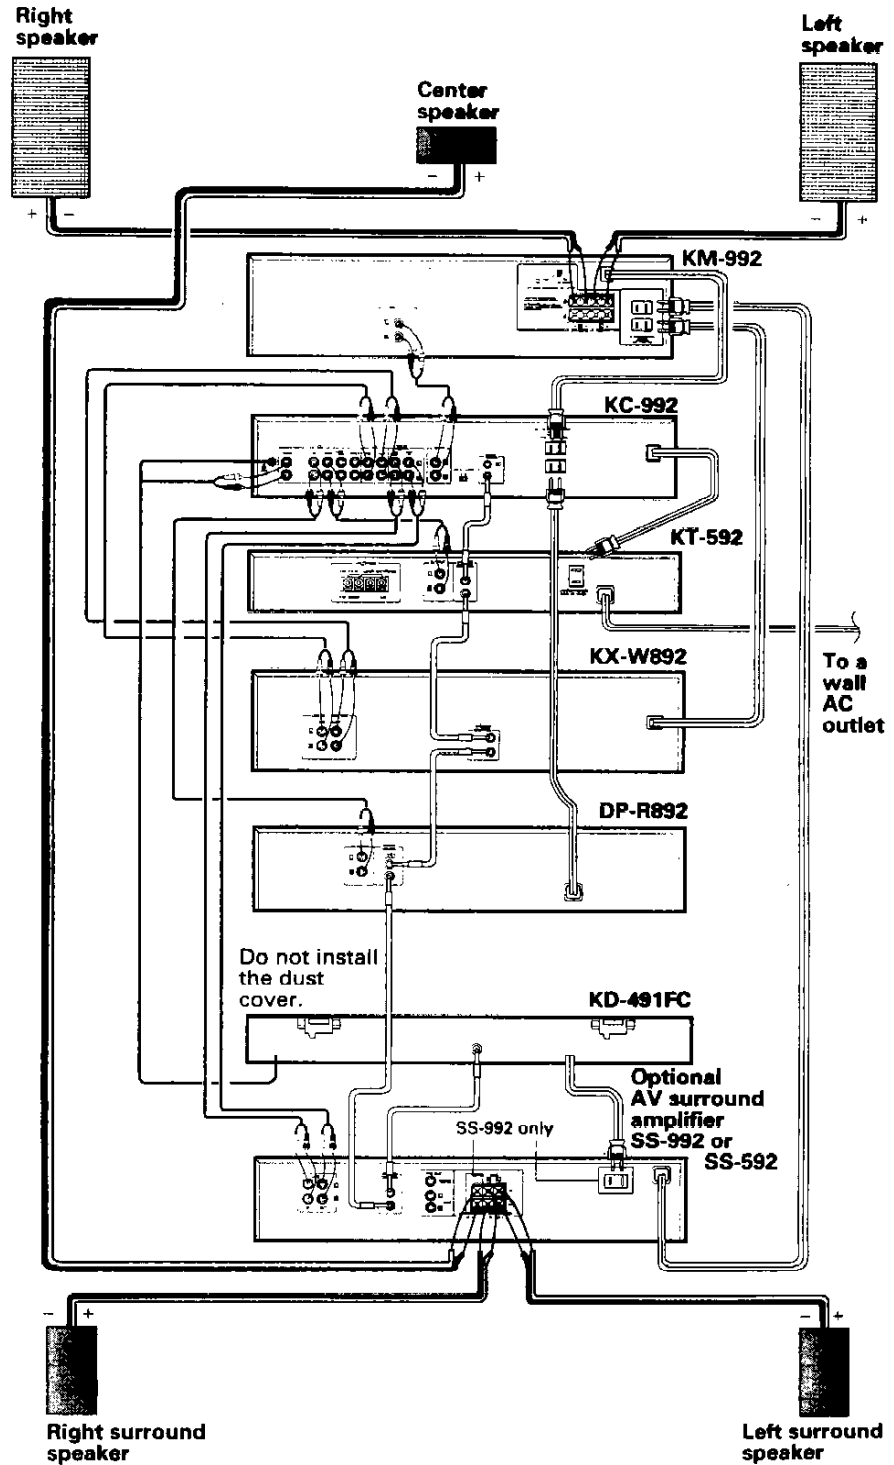 Right
speaker
Left
speaker
Center
speaker
- +
+ -
- +
KM-992
KC-992
KT-592
KX-W892
To a
wall
AC
outlet
DP-R892
Do not install
the dust
cover.
KD-491FC
Optional
AV surround
amplifier
SS-992 or
SS-592
SS-992 only
- +
- +
Right surround
speaker
Left surround
speaker